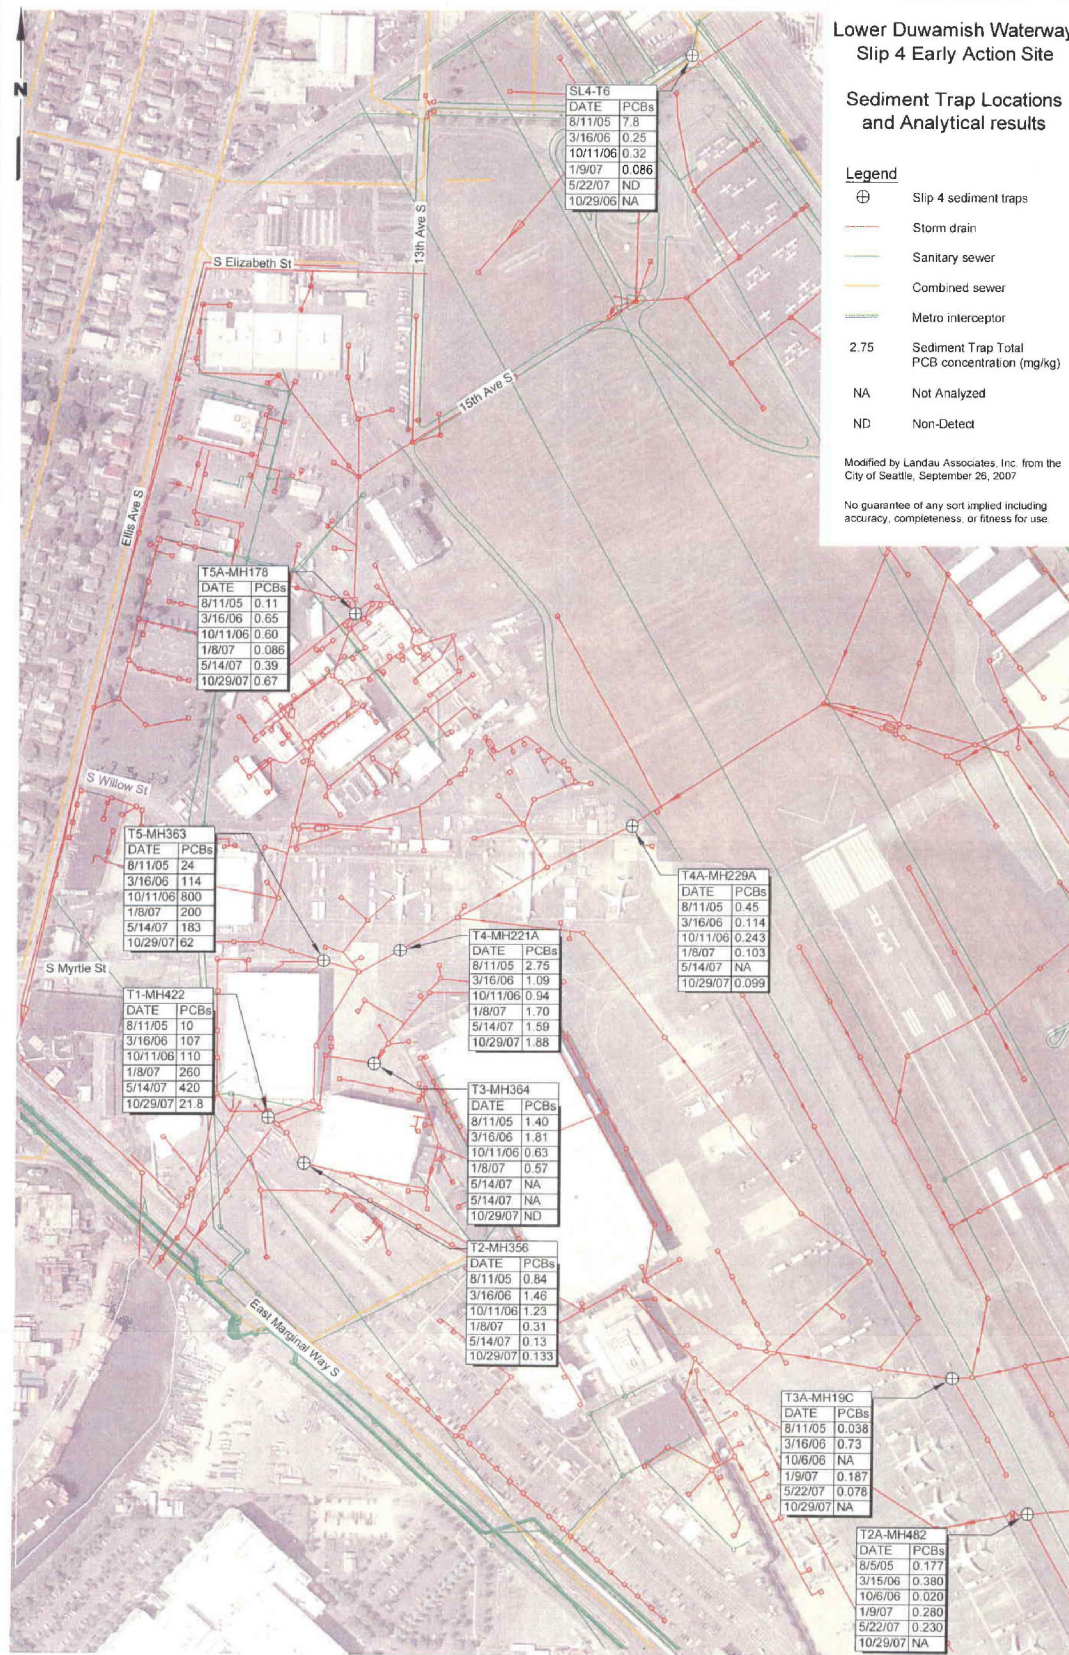 Lower Duwamish Waterway
Slip 4 Early Action Site
Sediment Trap Locations
and Analytical results
Legend
Slip 4 sediment traps
Storm drain
Sanitary sewer
Combined sewer
Metro interceptor
2.75 Sediment Trap Total
PCB concentration (mg/kg)
NA Not Analyzed
ND Non-Detect
Modified by Landau Associates, Inc. from the
City of Seattle, September 26, 2007
No guarantee of any sort implied including
accuracy, completeness, or fitness for use.
N
SL4-T6
DATE PCBs
8/11/05 7.8
3/16/06 0.25
10/11/06 0.32
1/9/07 0.086
5/22/07 ND
10/29/06 NA
13th Ave S
S Elizabeth St
15th Ave S
Ellis Ave S
T5A-MH178
DATE PCBs
8/11/05 0.11
3/16/06 0.65
10/11/06 0.60
1/8/07 0.086
5/14/07 0.39
10/29/07 0.67
S Willow St
T5-MH363
DATE PCBs
8/11/05 24
3/16/06 114
10/11/06 800
1/8/07 200
5/14/07 183
10/29/07 62
T4A-MH229A
DATE PCBs
8/11/05 0.45
3/16/06 0.114
10/11/06 0.243
1/8/07 0.103
5/14/07 NA
10/29/07 0.099
T4-MH221A
DATE PCBs
8/11/05 2.75
3/16/06 1.09
10/11/06 0.94
1/8/07 1.70
5/14/07 1.59
10/29/07 1.88
S Myrtle St
T1-MH422
DATE PCBs
8/11/05 10
3/16/06 107
10/11/06 110
1/8/07 260
5/14/07 420
10/29/07 21.8
T3-MH364
DATE PCBs
8/11/05 1.40
3/16/06 1.81
10/11/06 0.63
1/8/07 0.57
5/14/07 NA
5/14/07 NA
10/29/07 ND
T2-MH356
DATE PCBs
8/11/05 0.84
3/16/06 1.46
10/11/06 1.23
1/8/07 0.31
5/14/07 0.13
10/29/07 0.133
East Marginal Way S
T3A-MH19C
DATE PCBs
8/11/05 0.038
3/16/06 0.73
10/6/06 NA
1/9/07 0.187
5/22/07 0.078
10/29/07 NA
T2A-MH482
DATE PCBs
8/5/05 0.177
3/15/06 0.380
10/6/06 0.020
1/9/07 0.280
5/22/07 0.230
10/29/07 NA